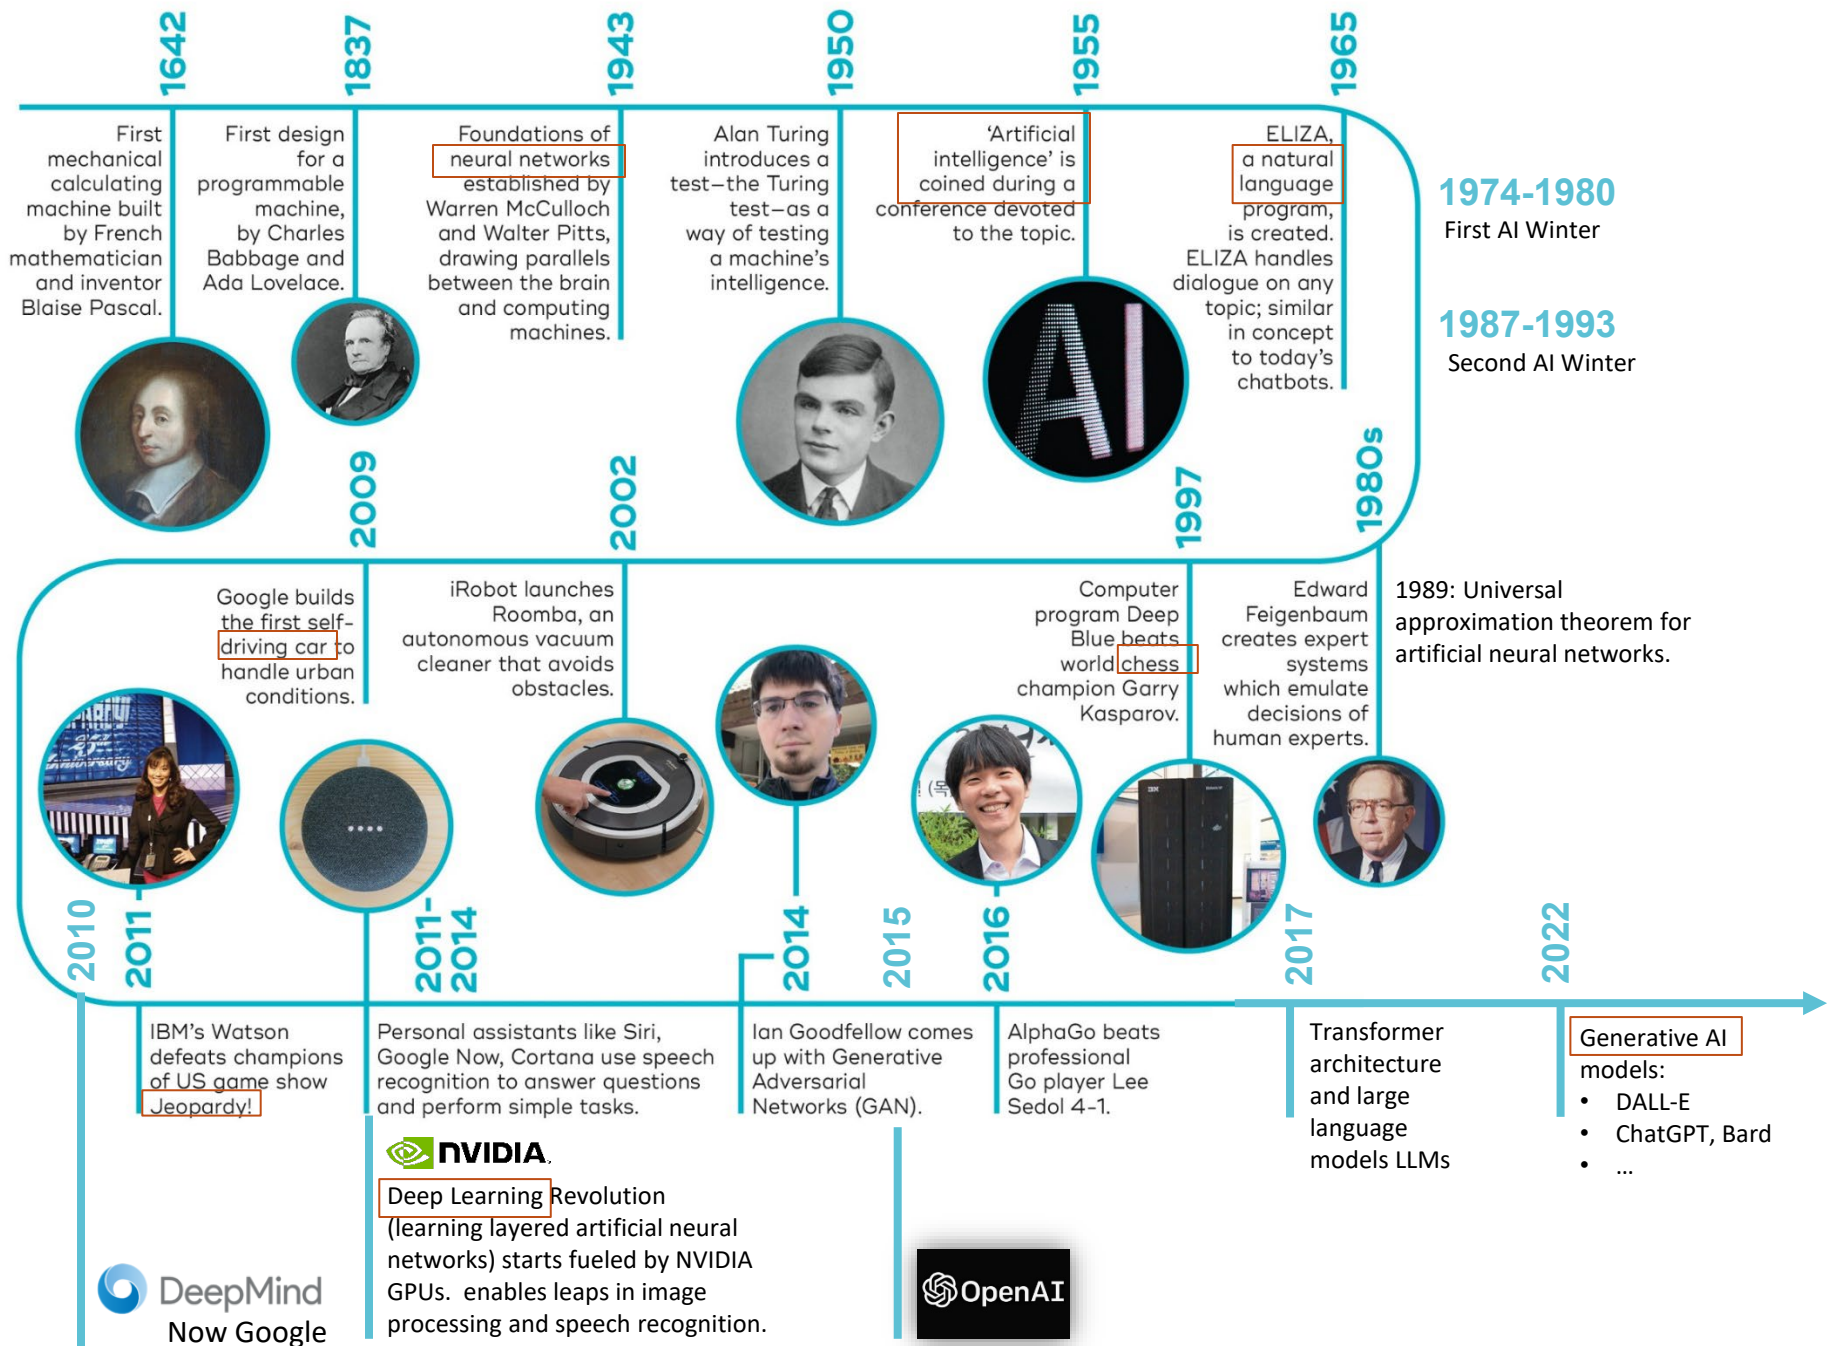 1642
First
mechanical
calculating
machine built
by French
mathematician
and inventor
Blaise Pascal.
1837
First design
for a
programmable
machine,
by Charles
Babbage and
Ada Lovelace.
1943
Foundations of
neural networks
established by
Warren McCulloch
and Walter Pitts,
drawing parallels
between the brain
and computing
machines.
1950
Alan Turing
introduces a
test–the Turing
test–as a
way of testing
a machine's
intelligence.
1955
'Artificial
intelligence' is
coined during a
conference devoted
to the topic.
AI
1965
ELIZA,
a natural
language
program,
is created.
ELIZA handles
dialogue on any
topic; similar
in concept
to today's
chatbots.
1974-1980
First AI Winter
1987-1993
Second AI Winter
1980s
Edward
Feigenbaum
creates expert
systems
which emulate
decisions of
human experts.
1989: Universal
approximation theorem for
artificial neural networks.
1997
Computer
program Deep
Blue beats
world chess
champion Garry
Kasparov.
IBM
2002
iRobot launches
Roomba, an
autonomous vacuum
cleaner that avoids
obstacles.
2009
Google builds
the first self-
driving car to
handle urban
conditions.
2010
DeepMind
Now Google
2011
IBM's Watson
defeats champions
of US game show
Jeopardy!
2011-
2014
Personal assistants like Siri,
Google Now, Cortana use speech
recognition to answer questions
and perform simple tasks.
NVIDIA
Deep Learning Revolution
(learning layered artificial neural
networks) starts fueled by NVIDIA
GPUs. enables leaps in image
processing and speech recognition.
2014
Ian Goodfellow comes
up with Generative
Adversarial
Networks (GAN).
2015
OpenAI
2016
AlphaGo beats
professional
Go player Lee
Sedol 4-1.
2017
Transformer
architecture
and large
language
models LLMs
2022
Generative AI
models:
• DALL-E
• ChatGPT, Bard
• ...